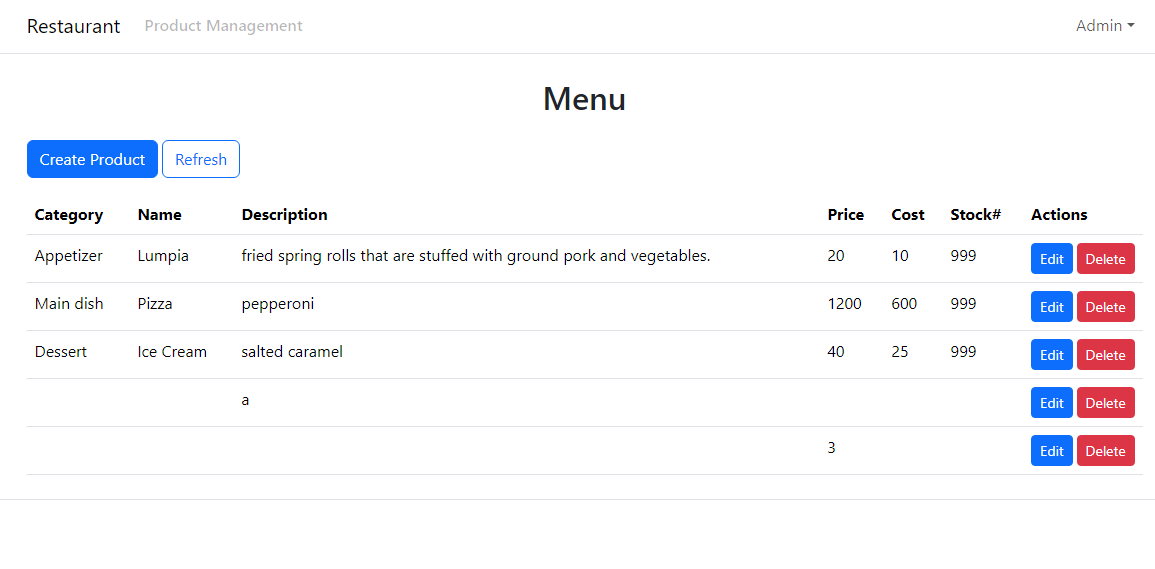 Restaurant Product Management Admin
Menu
Create Product Refresh
Category Name Description Price Cost Stock# Actions
Appetizer Lumpia fried spring rolls that are stuffed with ground pork and vegetables. 20 10 999 Edit Delete
Main dish Pizza pepperoni 1200 600 999 Edit Delete
Dessert Ice Cream salted caramel 40 25 999 Edit Delete
a Edit Delete
3 Edit Delete